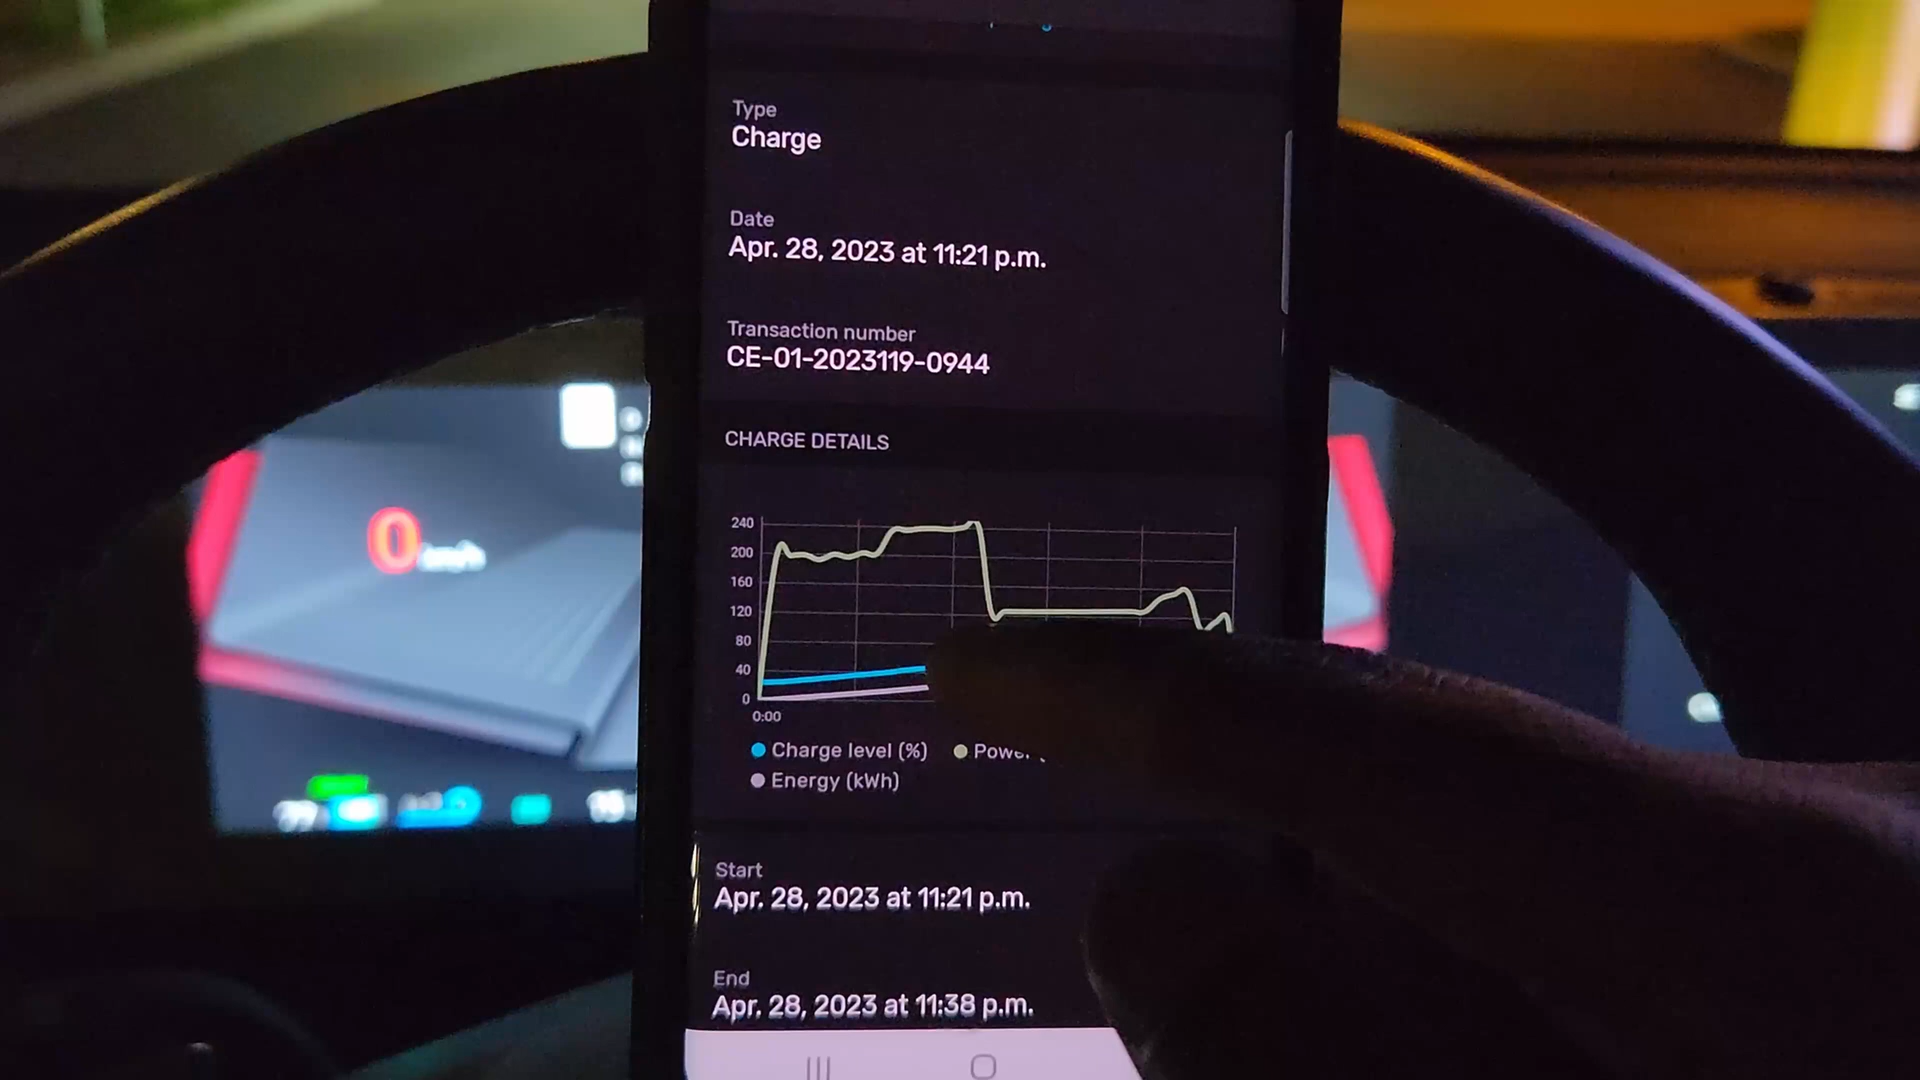 Type
Charge
Date
Apr. 28, 2023 at 11:21 p.m.
Transaction number
CE-01-2023119-0944
CHARGE DETAILS
240
200
160
120
80
40
0
0:00
Charge level (%)
Energy (kWh)
Start
Apr. 28, 2023 at 11:21 p.m.
End
Apr. 28, 2023 at 11:38 p.m.
0 km/h